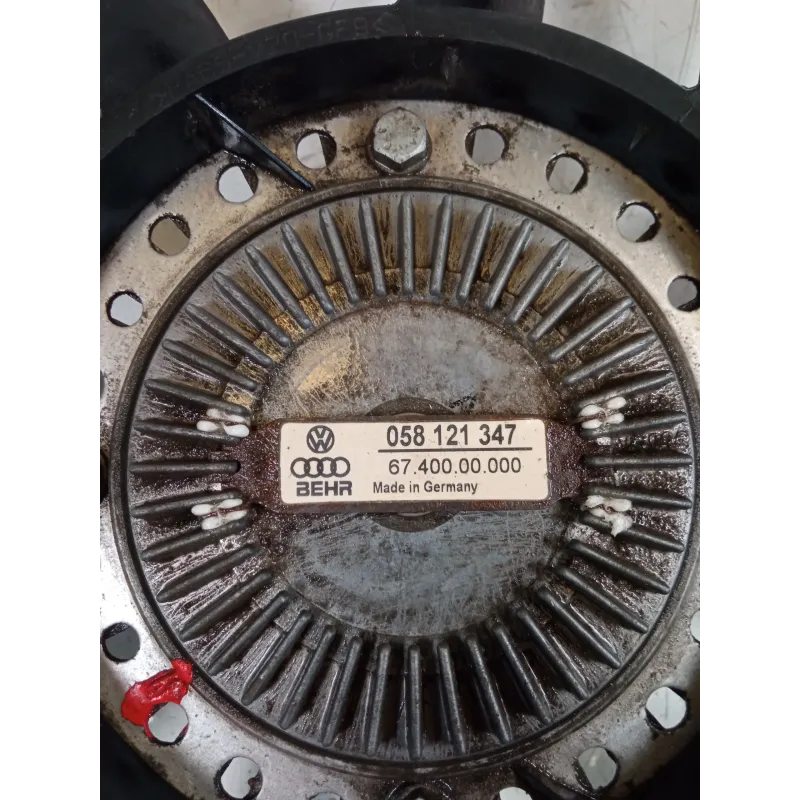 058 121 347
67.400.00.000
BEHR
Made in Germany